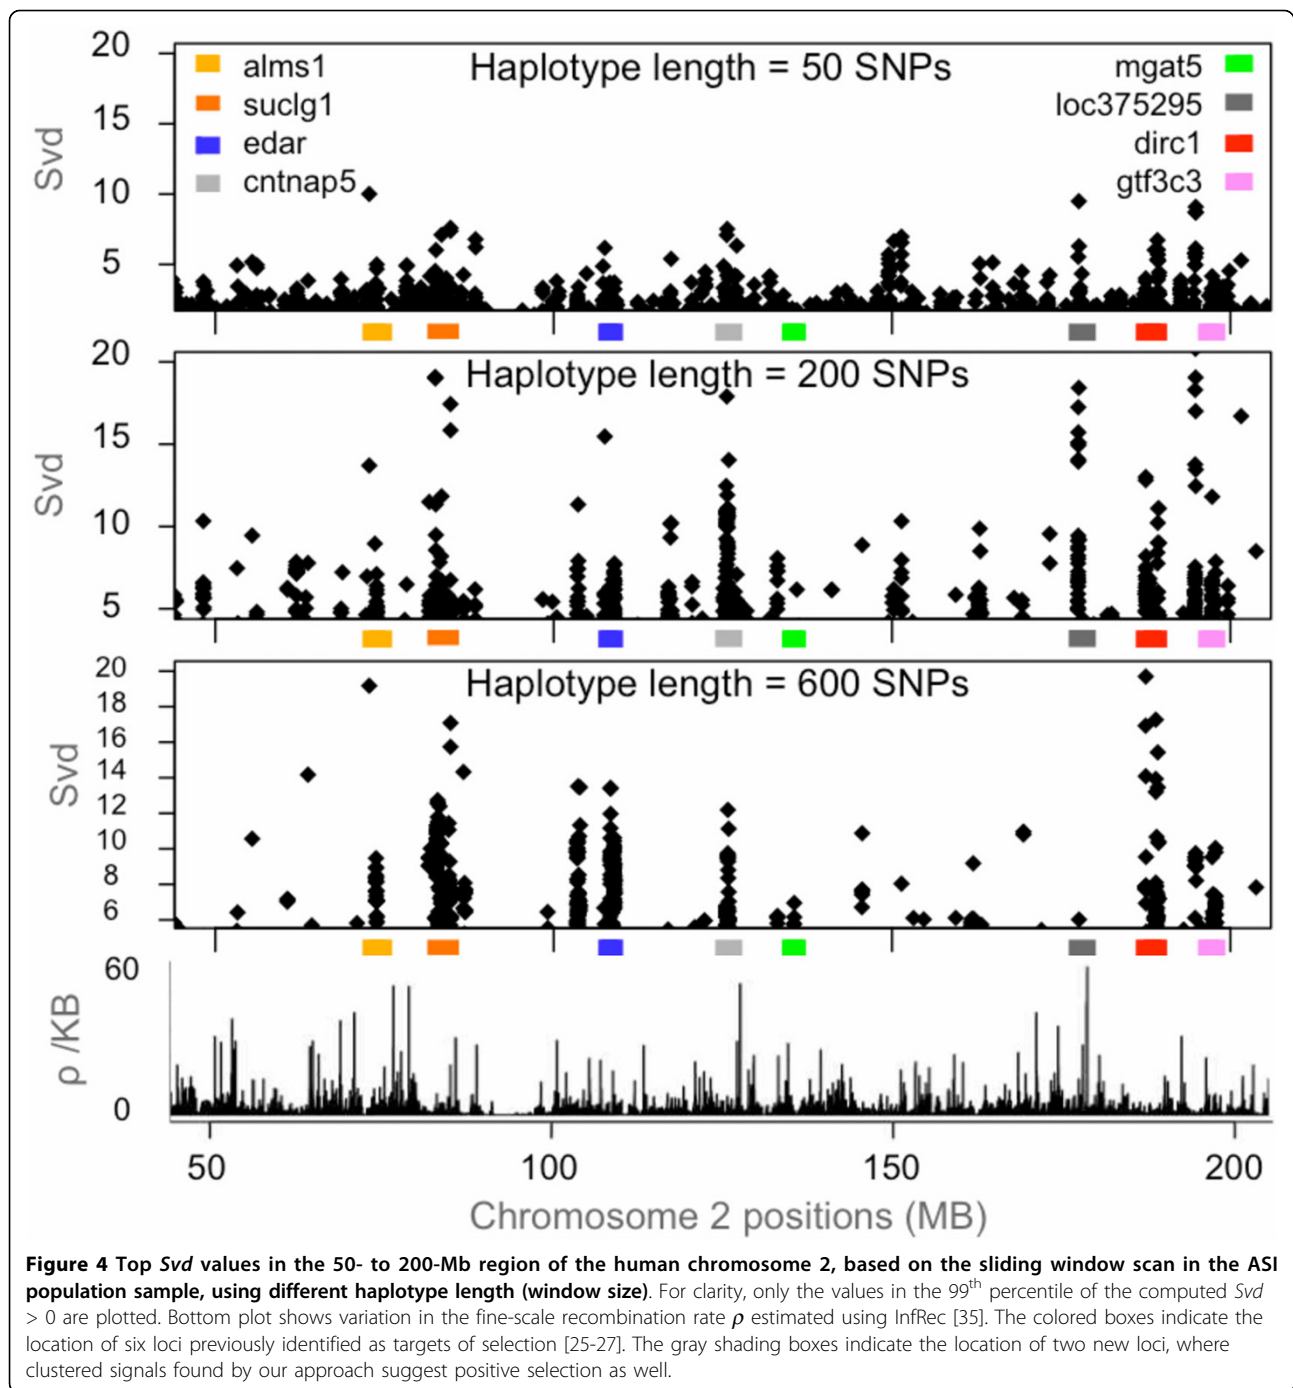 20
15
10
5
Svd
Haplotype length = 50 SNPs
alms1
suclg1
edar
cntnap5
mgat5
loc375295
dirc1
gtf3c3
20
15
10
5
Svd
Haplotype length = 200 SNPs
20
18
16
14
12
10
8
6
Svd
Haplotype length = 600 SNPs
60
0
ρ /KB
50 100 150 200
Chromosome 2 positions (MB)
Figure 4 Top Svd values in the 50- to 200-Mb region of the human chromosome 2, based on the sliding window scan in the ASI
population sample, using different haplotype length (window size). For clarity, only the values in the 99th percentile of the computed Svd
> 0 are plotted. Bottom plot shows variation in the fine-scale recombination rate ρ estimated using InfRec [35]. The colored boxes indicate the
location of six loci previously identified as targets of selection [25-27]. The gray shading boxes indicate the location of two new loci, where
clustered signals found by our approach suggest positive selection as well.